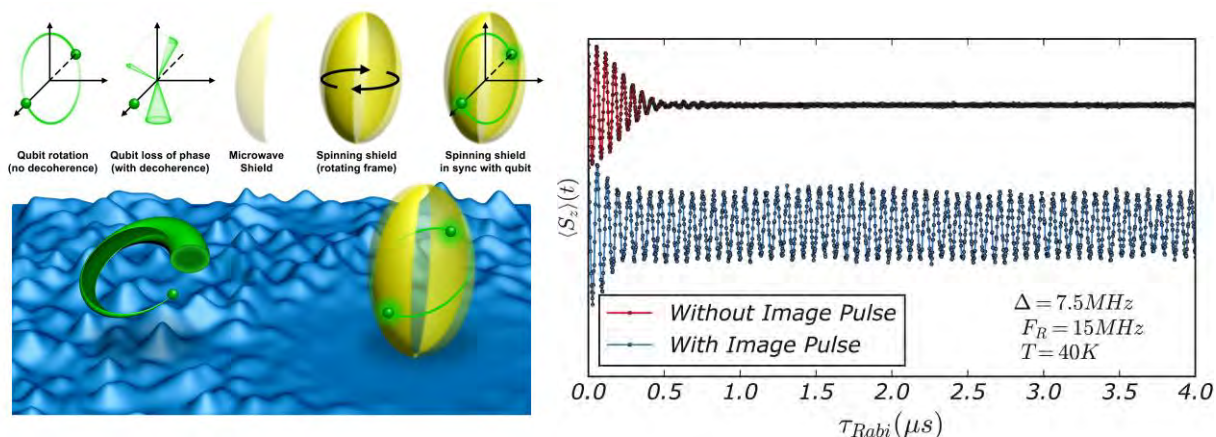 Qubit rotation
(no decoherence)
Qubit loss of phase
(with decoherence)
Microwave
Shield
Spinning shield
(rotating frame)
Spinning shield
in sync with qubit
⟨S_z⟩(t)
Without Image Pulse
With Image Pulse
Δ = 7.5MHz
F_R = 15MHz
T = 40K
0.0 0.5 1.0 1.5 2.0 2.5 3.0 3.5 4.0
τ_Rabi(μs)